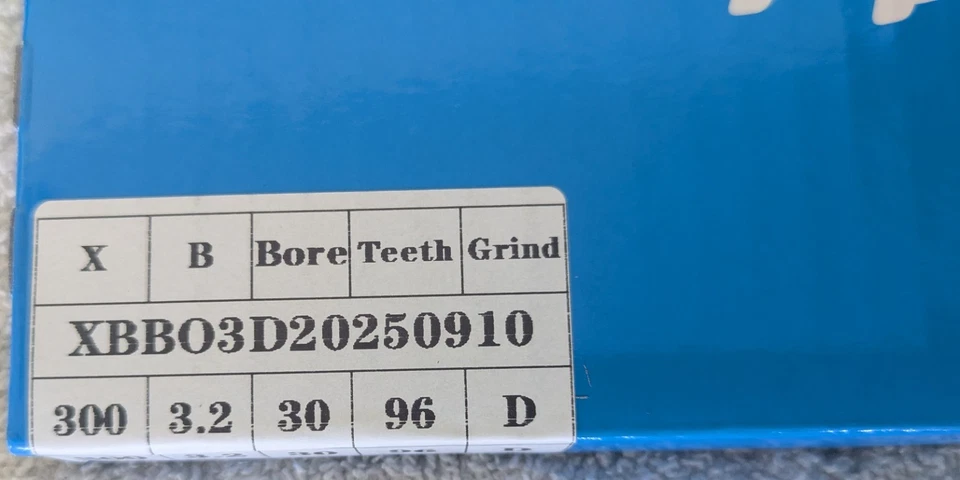 X B Bore Teeth Grind
XBBO3D20250910
300 3.2 30 96 D